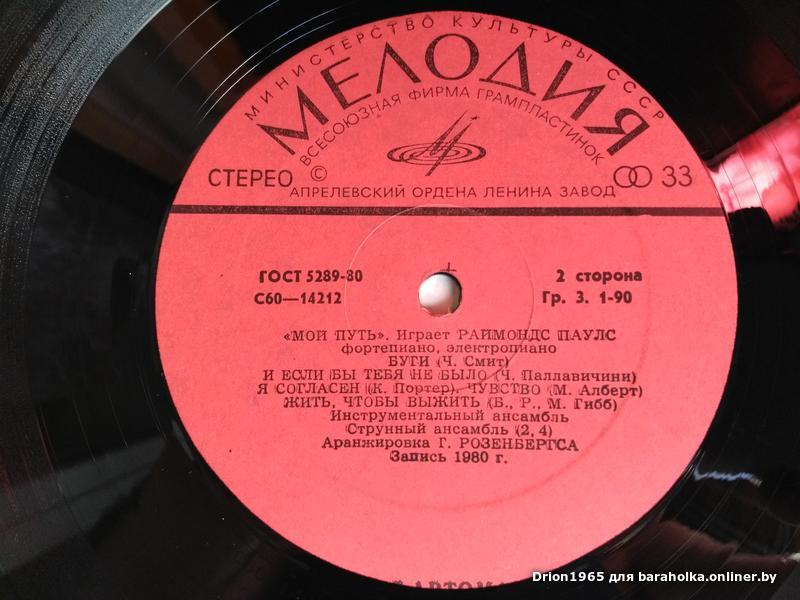 МИНИСТЕРСТВО КУЛЬТУРЫ СССР
МЕЛОДИЯ
ВСЕСОЮЗНАЯ ФИРМА ГРАМПЛАСТИНОК
СТЕРЕО ©
33
АПРЕЛЕВСКИЙ ОРДЕНА ЛЕНИНА ЗАВОД
ГОСТ 5289-80
2 сторона
С60—14212
Гр. 3. 1-90
«МОЙ ПУТЬ». Играет РАЙМОНДС ПАУЛС
фортепиано, электропиано
БУГИ (Ч. Смит)
И ЕСЛИ БЫ ТЕБЯ НЕ БЫЛО (Ч. Паллавичини)
Я СОГЛАСЕН (К. Портер), ЧУВСТВО (М. Алберт)
ЖИТЬ, ЧТОБЫ ВЫЖИТЬ (Б., Р., М. Гибб)
Инструментальный ансамбль
Струнный ансамбль (2, 4)
Аранжировка Г. РОЗЕНБЕРГСА
Запись 1980 г.
Drion1965 для baraholka.onliner.by